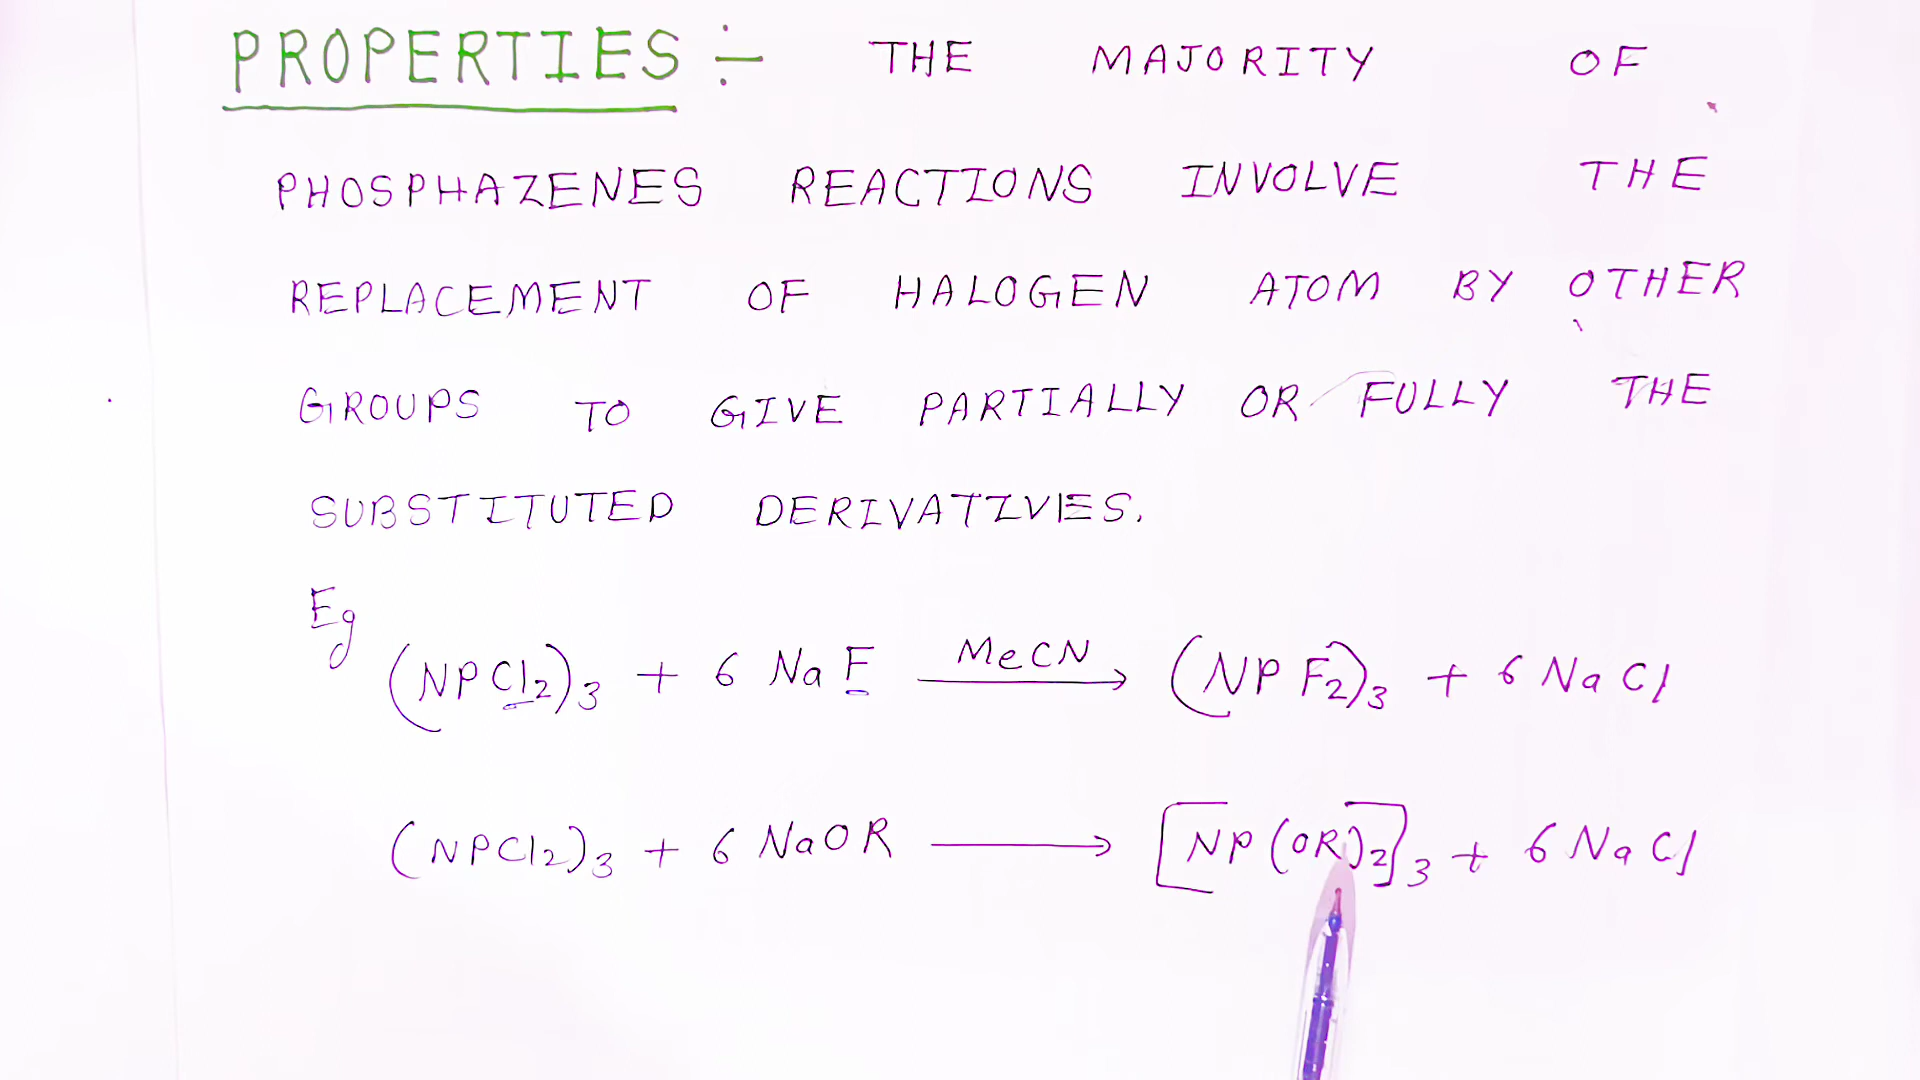 PROPERTIES ÷ THE MAJORITY OF
PHOSPHAZENES REACTIONS INVOLVE THE
REPLACEMENT OF HALOGEN ATOM BY OTHER
GROUPS TO GIVE PARTIALLY OR FULLY THE
SUBSTITUTED DERIVATIVES.
Eg
(NPCl₂)₃ + 6 NaF —MeCN→ (NPF₂)₃ + 6 NaCl
(NPCl₂)₃ + 6 NaOR ⟶ [NP(OR)₂]₃ + 6 NaCl